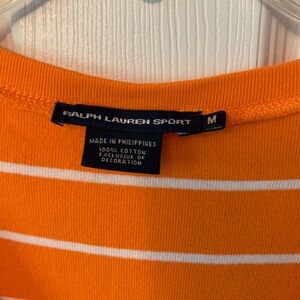 RALPH LAUREN SPORT M
MADE IN PHILIPPINES
100% COTTON
EXCLUSIVE OF
DECORATION